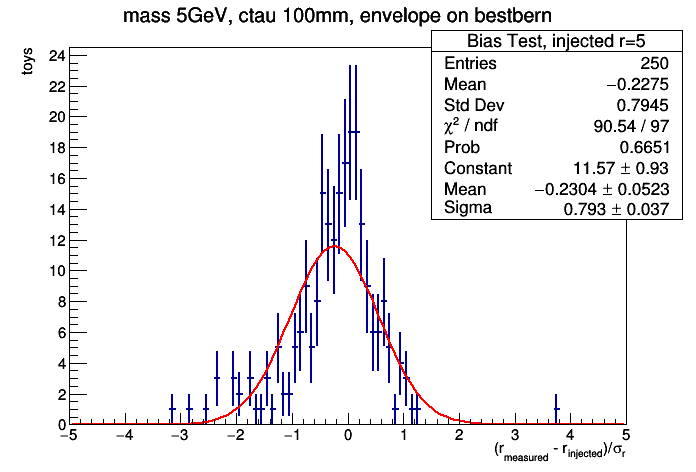 mass 5GeV, ctau 100mm, envelope on bestbern
Bias Test, injected r=5
Entries 250
Mean −0.2275
Std Dev 0.7945
χ² / ndf 90.54 / 97
Prob 0.6651
Constant 11.57 ± 0.93
Mean −0.2304 ± 0.0523
Sigma 0.793 ± 0.037
toys
24
22
20
18
16
14
12
10
8
6
4
2
0
−5 −4 −3 −2 −1 0 1 2 3 4 5
(r_measured - r_injected)/σ_r